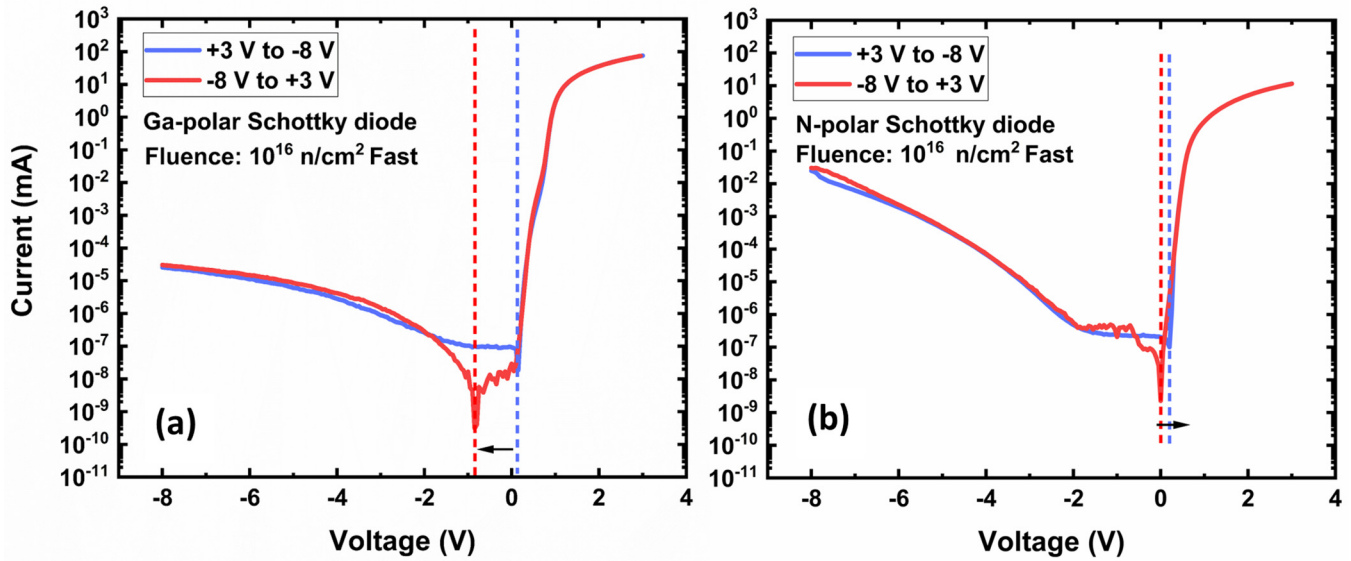 +3 V to -8 V
-8 V to +3 V
Ga-polar Schottky diode
Fluence: 10¹⁶ n/cm² Fast
(a)
Current (mA)
10³
10²
10¹
10⁰
10⁻¹
10⁻²
10⁻³
10⁻⁴
10⁻⁵
10⁻⁶
10⁻⁷
10⁻⁸
10⁻⁹
10⁻¹⁰
10⁻¹¹
-8 -6 -4 -2 0 2 4
Voltage (V)
+3 V to -8 V
-8 V to +3 V
N-polar Schottky diode
Fluence: 10¹⁶ n/cm² Fast
(b)
10³
10²
10¹
10⁰
10⁻¹
10⁻²
10⁻³
10⁻⁴
10⁻⁵
10⁻⁶
10⁻⁷
10⁻⁸
10⁻⁹
10⁻¹⁰
10⁻¹¹
-8 -6 -4 -2 0 2 4
Voltage (V)